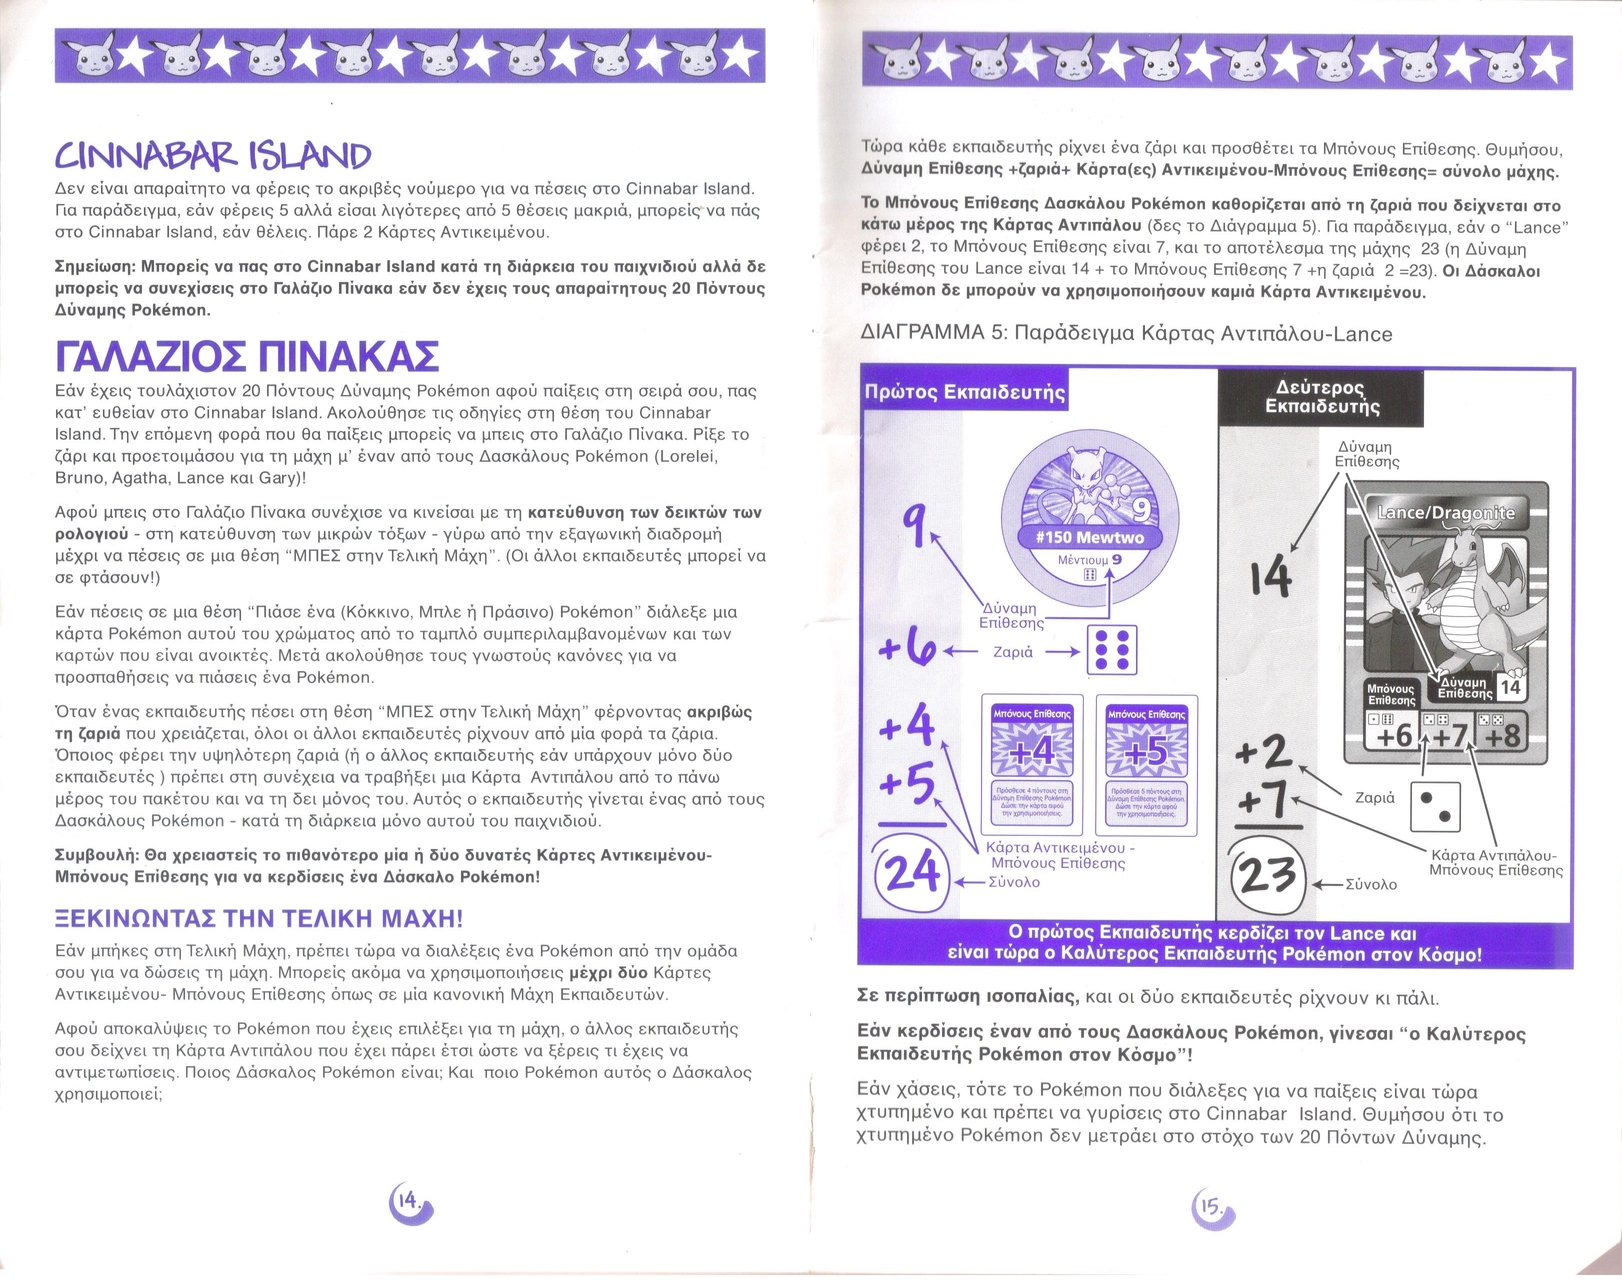 CINNABAR ISLAND
Δεν είναι απαραίτητο να φέρεις το ακριβές νούμερο για να πέσεις στο Cinnabar Island.
Για παράδειγμα, εάν φέρεις 5 αλλά είσαι λιγότερες από 5 θέσεις μακριά, μπορείς να πάς
στο Cinnabar Island, εάν θέλεις. Πάρε 2 Κάρτες Αντικειμένου.
Σημείωση: Μπορείς να πας στο Cinnabar Island κατά τη διάρκεια του παιχνιδιού αλλά δε
μπορείς να συνεχίσεις στο Γαλάζιο Πίνακα εάν δεν έχεις τους απαραίτητους 20 Πόντους
Δύναμης Pokémon.
ΓΑΛΑΖΙΟΣ ΠΙΝΑΚΑΣ
Εάν έχεις τουλάχιστον 20 Πόντους Δύναμης Pokémon αφού παίξεις στη σειρά σου, πας
κατ' ευθείαν στο Cinnabar Island. Ακολούθησε τις οδηγίες στη θέση του Cinnabar
Island. Την επόμενη φορά που θα παίξεις μπορείς να μπεις στο Γαλάζιο Πίνακα. Ρίξε το
ζάρι και προετοιμάσου για τη μάχη μ' έναν από τους Δασκάλους Pokémon (Lorelei,
Bruno, Agatha, Lance και Gary)!
Αφού μπεις στο Γαλάζιο Πίνακα συνέχισε να κινείσαι με τη κατεύθυνση των δεικτών των
ρολογιού - στη κατεύθυνση των μικρών τόξων - γύρω από την εξαγωνική διαδρομή
μέχρι να πέσεις σε μια θέση "ΜΠΕΣ στην Τελική Μάχη". (Οι άλλοι εκπαιδευτές μπορεί να
σε φτάσουν!)
Εάν πέσεις σε μια θέση "Πιάσε ένα (Κόκκινο, Μπλε ή Πράσινο) Pokémon" διάλεξε μια
κάρτα Pokémon αυτού του χρώματος από το ταμπλό συμπεριλαμβανομένων και των
καρτών που είναι ανοικτές. Μετά ακολούθησε τους γνωστούς κανόνες για να
προσπαθήσεις να πιάσεις ένα Pokémon.
Όταν ένας εκπαιδευτής πέσει στη θέση "ΜΠΕΣ στην Τελική Μάχη" φέρνοντας ακριβώς
τη ζαριά που χρειάζεται, όλοι οι άλλοι εκπαιδευτές ρίχνουν από μία φορά τα ζάρια.
Όποιος φέρει την υψηλότερη ζαριά (ή ο άλλος εκπαιδευτής εάν υπάρχουν μόνο δύο
εκπαιδευτές ) πρέπει στη συνέχεια να τραβήξει μια Κάρτα Αντιπάλου από το πάνω
μέρος του πακέτου και να τη δει μόνος του. Αυτός ο εκπαιδευτής γίνεται ένας από τους
Δασκάλους Pokémon - κατά τη διάρκεια μόνο αυτού του παιχνιδιού.
Συμβουλή: Θα χρειαστείς το πιθανότερο μία ή δύο δυνατές Κάρτες Αντικειμένου-
Μπόνους Επίθεσης για να κερδίσεις ένα Δάσκαλο Pokémon!
ΞΕΚΙΝΩΝΤΑΣ ΤΗΝ ΤΕΛΙΚΗ ΜΑΧΗ!
Εάν μπήκες στη Τελική Μάχη, πρέπει τώρα να διαλέξεις ένα Pokémon από την ομάδα
σου για να δώσεις τη μάχη. Μπορείς ακόμα να χρησιμοποιήσεις μέχρι δύο Κάρτες
Αντικειμένου- Μπόνους Επίθεσης όπως σε μία κανονική Μάχη Εκπαιδευτών.
Αφού αποκαλύψεις το Pokémon που έχεις επιλέξει για τη μάχη, ο άλλος εκπαιδευτής
σου δείχνει τη Κάρτα Αντιπάλου που έχει πάρει έτσι ώστε να ξέρεις τι έχεις να
αντιμετωπίσεις. Ποιος Δάσκαλος Pokémon είναι; Και ποιο Pokémon αυτός ο Δάσκαλος
χρησιμοποιεί;
14.
Τώρα κάθε εκπαιδευτής ρίχνει ένα ζάρι και προσθέτει τα Μπόνους Επίθεσης. Θυμήσου,
Δύναμη Επίθεσης +ζαριά+ Κάρτα(ες) Αντικειμένου-Μπόνους Επίθεσης= σύνολο μάχης.
Το Μπόνους Επίθεσης Δασκάλου Pokémon καθορίζεται από τη ζαριά που δείχνεται στο
κάτω μέρος της Κάρτας Αντιπάλου (δες το Διάγραμμα 5). Για παράδειγμα, εάν ο "Lance"
φέρει 2, το Μπόνους Επίθεσης είναι 7, και το αποτέλεσμα της μάχης 23 (η Δύναμη
Επίθεσης του Lance είναι 14 + το Μπόνους Επίθεσης 7 +η ζαριά 2 =23). Οι Δάσκαλοι
Pokémon δε μπορούν να χρησιμοποιήσουν καμιά Κάρτα Αντικειμένου.
ΔΙΑΓΡΑΜΜΑ 5: Παράδειγμα Κάρτας Αντιπάλου-Lance
Πρώτος Εκπαιδευτής
9
9
#150 Mewtwo
Μέντιουμ 9
Δύναμη
Επίθεσης
+6
Ζαριά
+4
+5
Μπόνους Επίθεσης
+4
Πρόσθεσε 4 πόντους στη
Δύναμη Επίθεσης Pokémon.
Δώσε την κάρτα αφού
την χρησιμοποιήσεις.
Μπόνους Επίθεσης
+5
Πρόσθεσε 5 πόντους στη
Δύναμη Επίθεσης Pokémon.
Δώσε την κάρτα αφού
την χρησιμοποιήσεις.
Κάρτα Αντικειμένου -
Μπόνους Επίθεσης
24
Σύνολο
Δεύτερος
Εκπαιδευτής
Δύναμη
Επίθεσης
14
Lance/Dragonite
Μπόνους
Επίθεσης
Δύναμη
Επίθεσης
14
+6 +7 +8
+2
+7
Ζαριά
Κάρτα Αντιπάλου-
Μπόνους Επίθεσης
23
Σύνολο
Ο πρώτος Εκπαιδευτής κερδίζει τον Lance και
είναι τώρα ο Καλύτερος Εκπαιδευτής Pokémon στον Κόσμο!
Σε περίπτωση ισοπαλίας, και οι δύο εκπαιδευτές ρίχνουν κι πάλι.
Εάν κερδίσεις έναν από τους Δασκάλους Pokémon, γίνεσαι "ο Καλύτερος
Εκπαιδευτής Pokémon στον Κόσμο"!
Εάν χάσεις, τότε το Pokémon που διάλεξες για να παίξεις είναι τώρα
χτυπημένο και πρέπει να γυρίσεις στο Cinnabar Island. Θυμήσου ότι το
χτυπημένο Pokémon δεν μετράει στο στόχο των 20 Πόντων Δύναμης.
15.